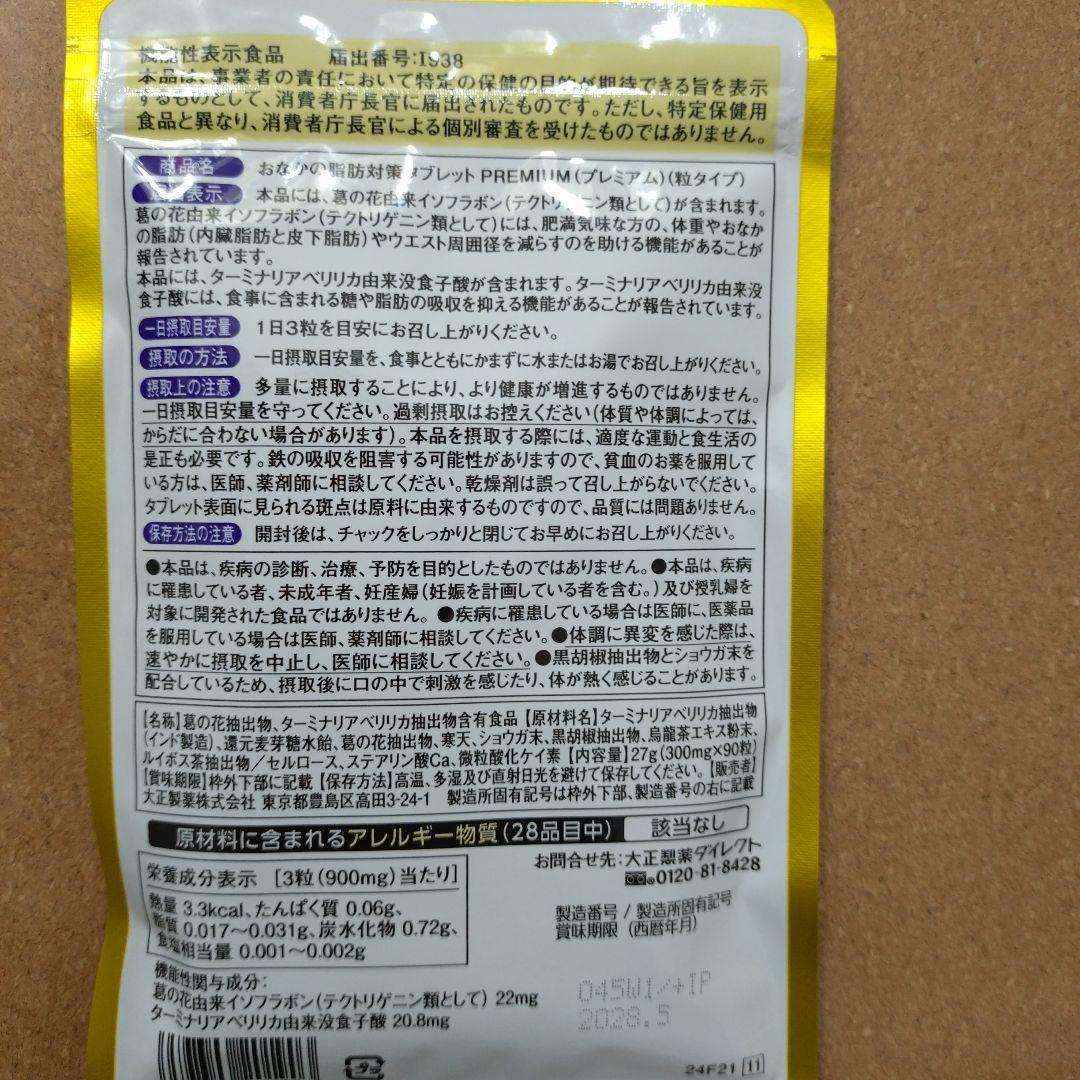 機能性表示食品 届出番号:I938
本品は、事業者の責任において特定の保健の目的が期待できる旨を表示
するものとして、消費者庁長官に届出されたものです。ただし、特定保健用
食品と異なり、消費者庁長官による個別審査を受けたものではありません。
商品名 おなかの脂肪対策タブレット PREMIUM(プレミアム)(粒タイプ)
届出表示 本品には、葛の花由来イソフラボン(テクトリゲニン類として)が含まれます。
葛の花由来イソフラボン(テクトリゲニン類として)には、肥満気味な方の、体重やおなか
の脂肪(内臓脂肪と皮下脂肪)やウエスト周囲径を減らすのを助ける機能があることが
報告されています。
本品には、ターミナリアベリリカ由来没食子酸が含まれます。ターミナリアベリリカ由来没
食子酸には、食事に含まれる糖や脂肪の吸収を抑える機能があることが報告されています。
一日摂取目安量 1日3粒を目安にお召し上がりください。
摂取の方法 一日摂取目安量を、食事とともにかまずに水またはお湯でお召し上がりください。
摂取上の注意 多量に摂取することにより、より健康が増進するものではありません。
一日摂取目安量を守ってください。過剰摂取はお控えください(体質や体調によっては、
からだに合わない場合があります)。本品を摂取する際には、適度な運動と食生活の
是正も必要です。鉄の吸収を阻害する可能性がありますので、貧血のお薬を服用して
いる方は、医師、薬剤師に相談してください。乾燥剤は誤って召し上がらないでください。
タブレット表面に見られる斑点は原料に由来するものですので、品質には問題ありません。
保存方法の注意 開封後は、チャックをしっかりと閉じてお早めにお召し上がりください。
●本品は、疾病の診断、治療、予防を目的としたものではありません。●本品は、疾病
に罹患している者、未成年者、妊産婦(妊娠を計画している者を含む。)及び授乳婦を
対象に開発された食品ではありません。●疾病に罹患している場合は医師に、医薬品
を服用している場合は医師、薬剤師に相談してください。●体調に異変を感じた際は、
速やかに摂取を中止し、医師に相談してください。●黒胡椒抽出物とショウガ末を
配合しているため、摂取後に口の中で刺激を感じたり、体が熱く感じることがあります。
【名称】葛の花抽出物、ターミナリアベリリカ抽出物含有食品【原材料名】ターミナリアベリリカ抽出物
(インド製造)、還元麦芽糖水飴、葛の花抽出物、寒天、ショウガ末、黒胡椒抽出物、烏龍茶エキス粉末、
ルイボス茶抽出物/セルロース、ステアリン酸Ca、微粒酸化ケイ素【内容量】27g(300mg×90粒)
【賞味期限】枠外下部に記載【保存方法】高温、多湿及び直射日光を避けて保存してください。【販売者】
大正製薬株式会社 東京都豊島区高田3-24-1 製造所固有記号は枠外下部、製造番号の右に記載
原材料に含まれるアレルギー物質(28品目中) 該当なし
お問合せ先:大正製薬ダイレクト
0120-81-8428
栄養成分表示 [3粒(900mg)当たり]
熱量 3.3kcal、たんぱく質 0.06g、
脂質 0.017〜0.031g、炭水化物 0.72g、
食塩相当量 0.001〜0.002g
製造番号/製造所固有記号
賞味期限(西暦年月)
機能性関与成分:
葛の花由来イソフラボン(テクトリゲニン類として) 22mg
ターミナリアベリリカ由来没食子酸 20.8mg
045W1/+IP
2028.5
プラ
24F21 11